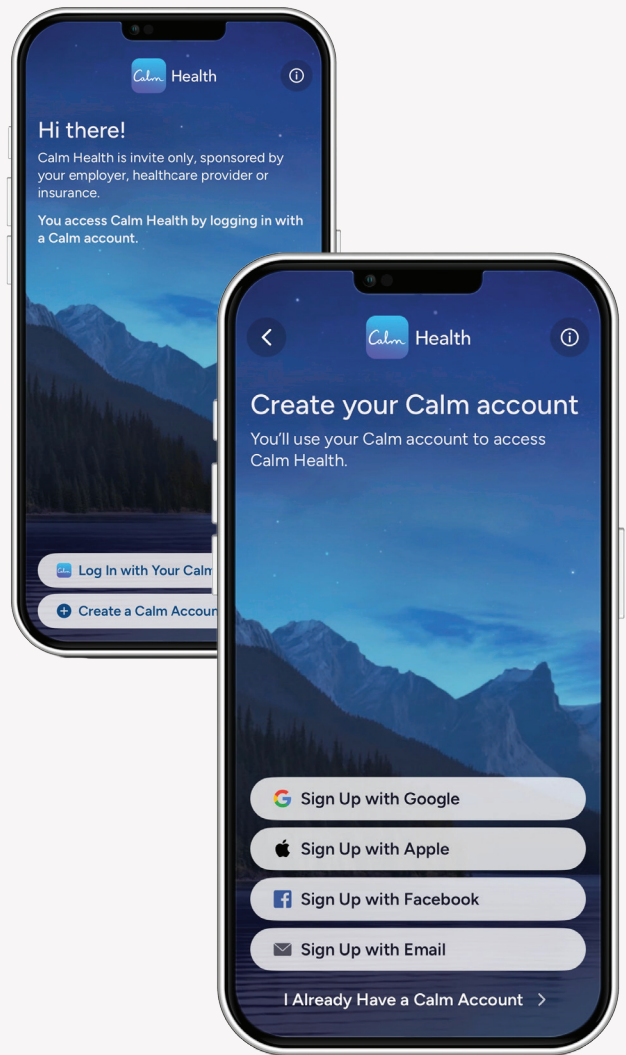 Calm Health
Hi there!
Calm Health is invite only, sponsored by
your employer, healthcare provider or
insurance.
You access Calm Health by logging in with
a Calm account.
Log In with Your Calm
Create a Calm Accoun
Calm Health
Create your Calm account
You'll use your Calm account to access
Calm Health.
Sign Up with Google
Sign Up with Apple
Sign Up with Facebook
Sign Up with Email
I Already Have a Calm Account